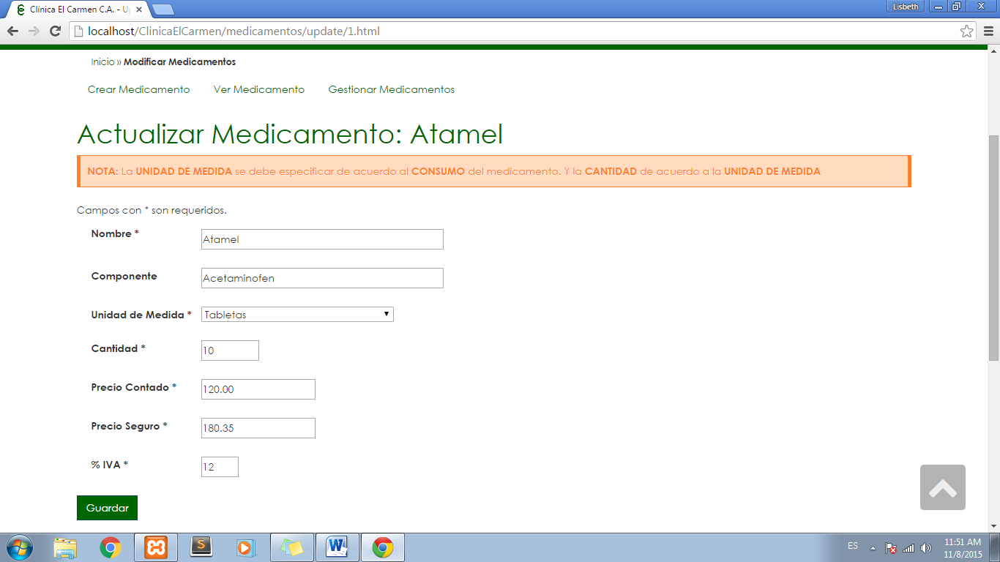 Clínica El Carmen C.A. - U
Lisbeth
localhost/ClinicaElCarmen/medicamentos/update/1.html
Inicio » Modificar Medicamentos
Crear Medicamento Ver Medicamento Gestionar Medicamentos
Actualizar Medicamento: Atamel
NOTA: La UNIDAD DE MEDIDA se debe especificar de acuerdo al CONSUMO del medicamento. Y la CANTIDAD de acuerdo a la UNIDAD DE MEDIDA
Campos con * son requeridos.
Nombre * Atamel
Componente Acetaminofen
Unidad de Medida * Tabletas
Cantidad * 10
Precio Contado * 120.00
Precio Seguro * 180.35
% IVA * 12
Guardar
ES 11:51 AM
11/8/2015